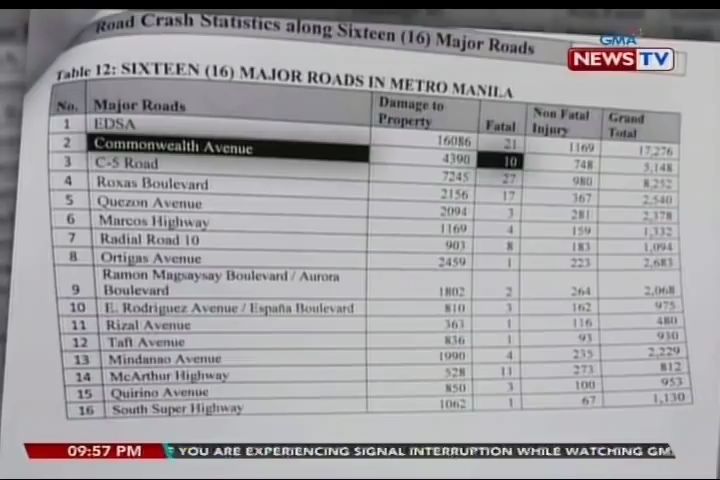 Road Crash Statistics along Sixteen (16) Major Roads
GMA
NEWS TV
Table 12: SIXTEEN (16) MAJOR ROADS IN METRO MANILA
No. Major Roads Damage to Property Fatal Non Fatal Injury Grand Total
1 EDSA 16086 21 1169 17,276
2 Commonwealth Avenue 4390 10 748 5,148
3 C-5 Road 7245 27 980 8,252
4 Roxas Boulevard 2156 17 367 2,540
5 Quezon Avenue 2094 3 281 2,378
6 Marcos Highway 1169 4 159 1,332
7 Radial Road 10 903 8 183 1,094
8 Ortigas Avenue 2459 1 223 2,683
9 Ramon Magsaysay Boulevard / Aurora
Boulevard 1802 2 264 2,068
10 E. Rodriguez Avenue / España Boulevard 810 3 162 975
11 Rizal Avenue 363 1 116 480
12 Taft Avenue 836 1 93 930
13 Mindanao Avenue 1990 4 235 2,229
14 McArthur Highway 528 11 273 812
15 Quirino Avenue 850 3 100 953
16 South Super Highway 1062 1 67 1,130
09:57 PM YOU ARE EXPERIENCING SIGNAL INTERRUPTION WHILE WATCHING GM